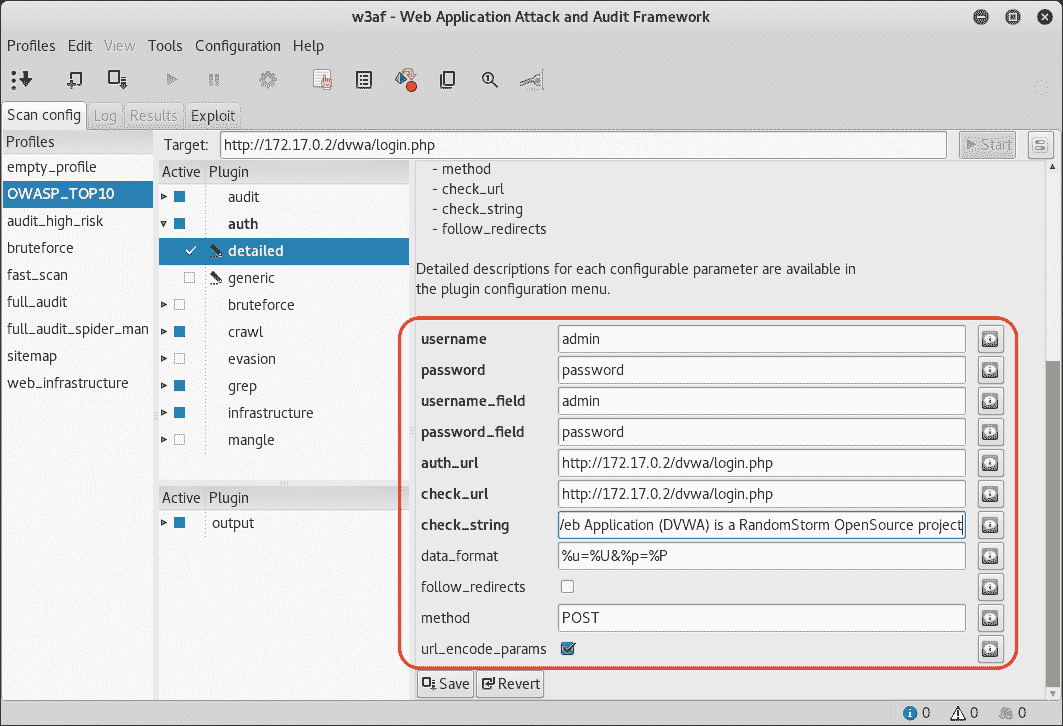 w3af - Web Application Attack and Audit Framework
Profiles Edit View Tools Configuration Help
Scan config Log Results Exploit
Profiles
Target: http://172.17.0.2/dvwa/login.php Start
empty_profile
OWASP_TOP10
audit_high_risk
bruteforce
fast_scan
full_audit
full_audit_spider_man
sitemap
web_infrastructure
Active Plugin
audit
auth
detailed
generic
bruteforce
crawl
evasion
grep
infrastructure
mangle
Active Plugin
output
- method
- check_url
- check_string
- follow_redirects
Detailed descriptions for each configurable parameter are available in
the plugin configuration menu.
username admin
password password
username_field admin
password_field password
auth_url http://172.17.0.2/dvwa/login.php
check_url http://172.17.0.2/dvwa/login.php
check_string /eb Application (DVWA) is a RandomStorm OpenSource project
data_format %u=%U&%p=%P
follow_redirects
method POST
url_encode_params
Save Revert
0 0 0